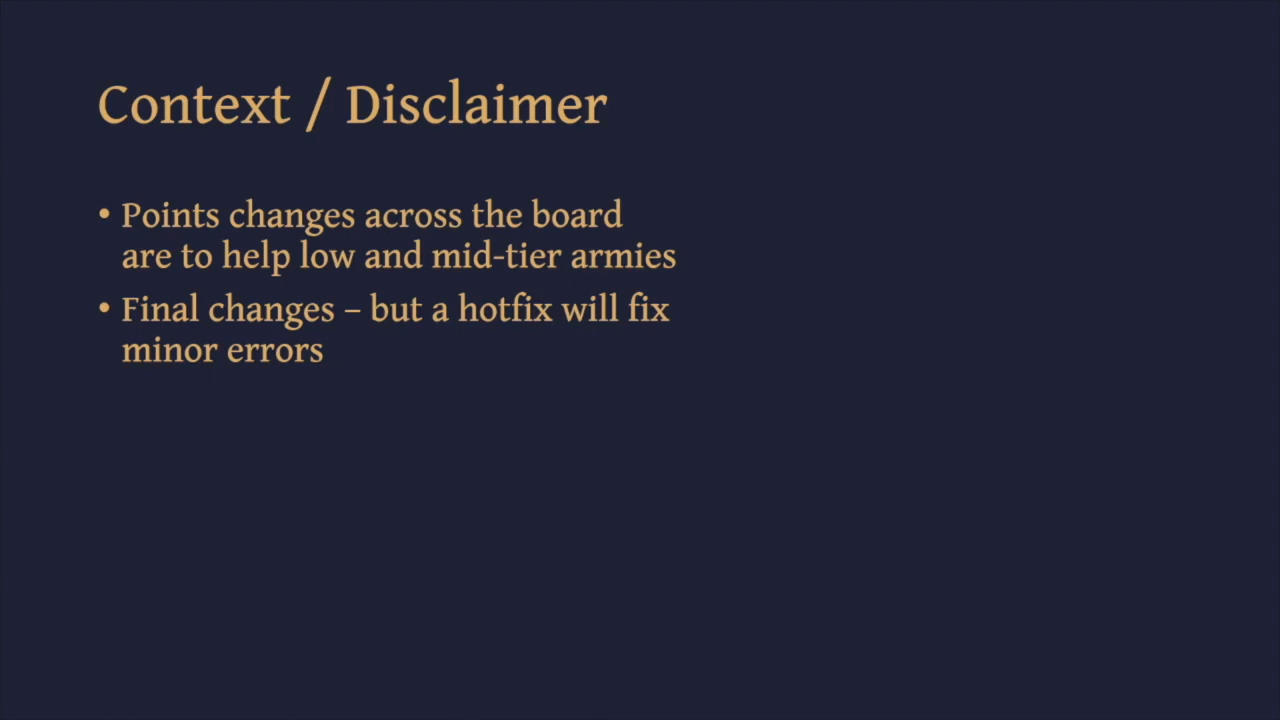 Context / Disclaimer
• Points changes across the board
are to help low and mid-tier armies
• Final changes – but a hotfix will fix
minor errors